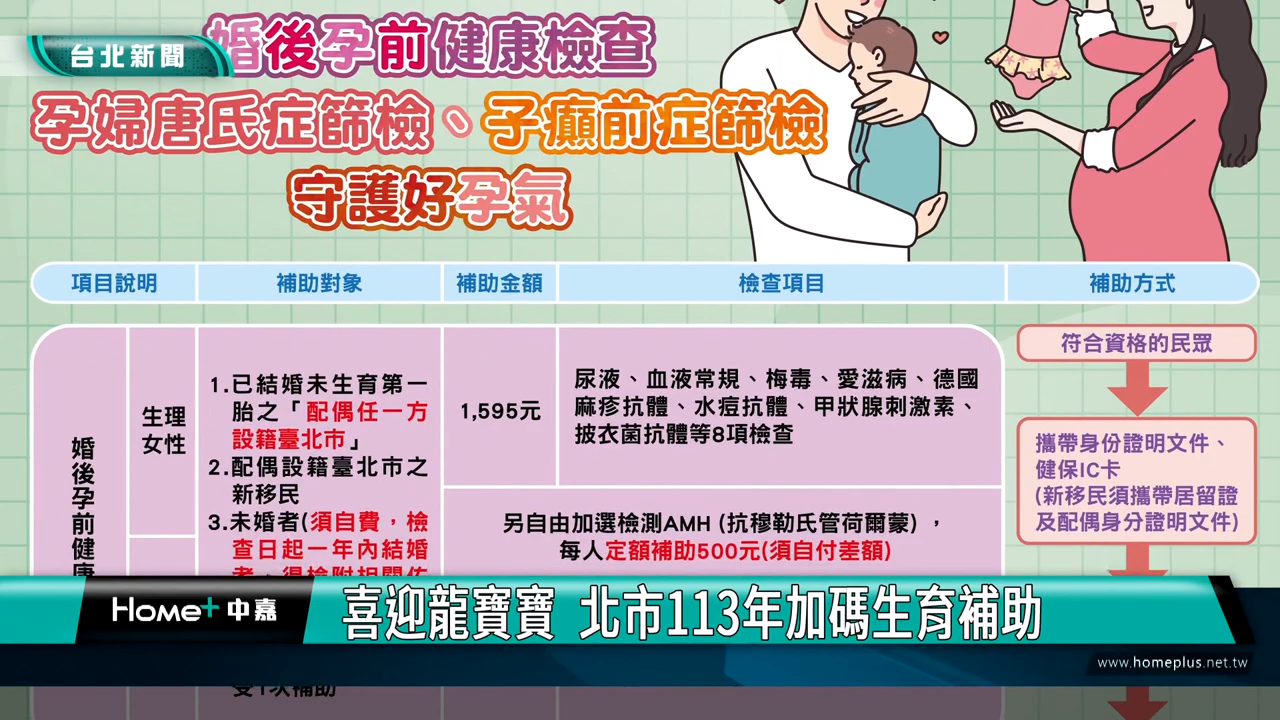 台北新聞
婚後孕前健康檢查
孕婦唐氏症篩檢、子癲前症篩檢
守護好孕氣
項目說明
補助對象
補助金額
檢查項目
補助方式
婚後孕前健康
生理
女性
1.已結婚未生育第一
胎之「配偶任一方
設籍臺北市」
2.配偶設籍臺北市之
新移民
3.未婚者(須自費，檢
查日起一年內結婚
1,595元
尿液、血液常規、梅毒、愛滋病、德國
麻疹抗體、水痘抗體、甲狀腺刺激素、
披衣菌抗體等8項檢查
另自由加選檢測AMH (抗穆勒氏管荷爾蒙) ，
每人定額補助500元(須自付差額)
符合資格的民眾
攜帶身份證明文件、
健保IC卡
(新移民須攜帶居留證
及配偶身分證明文件)
Home+中嘉
喜迎龍寶寶 北市113年加碼生育補助
www.homeplus.net.tw
受1次補助